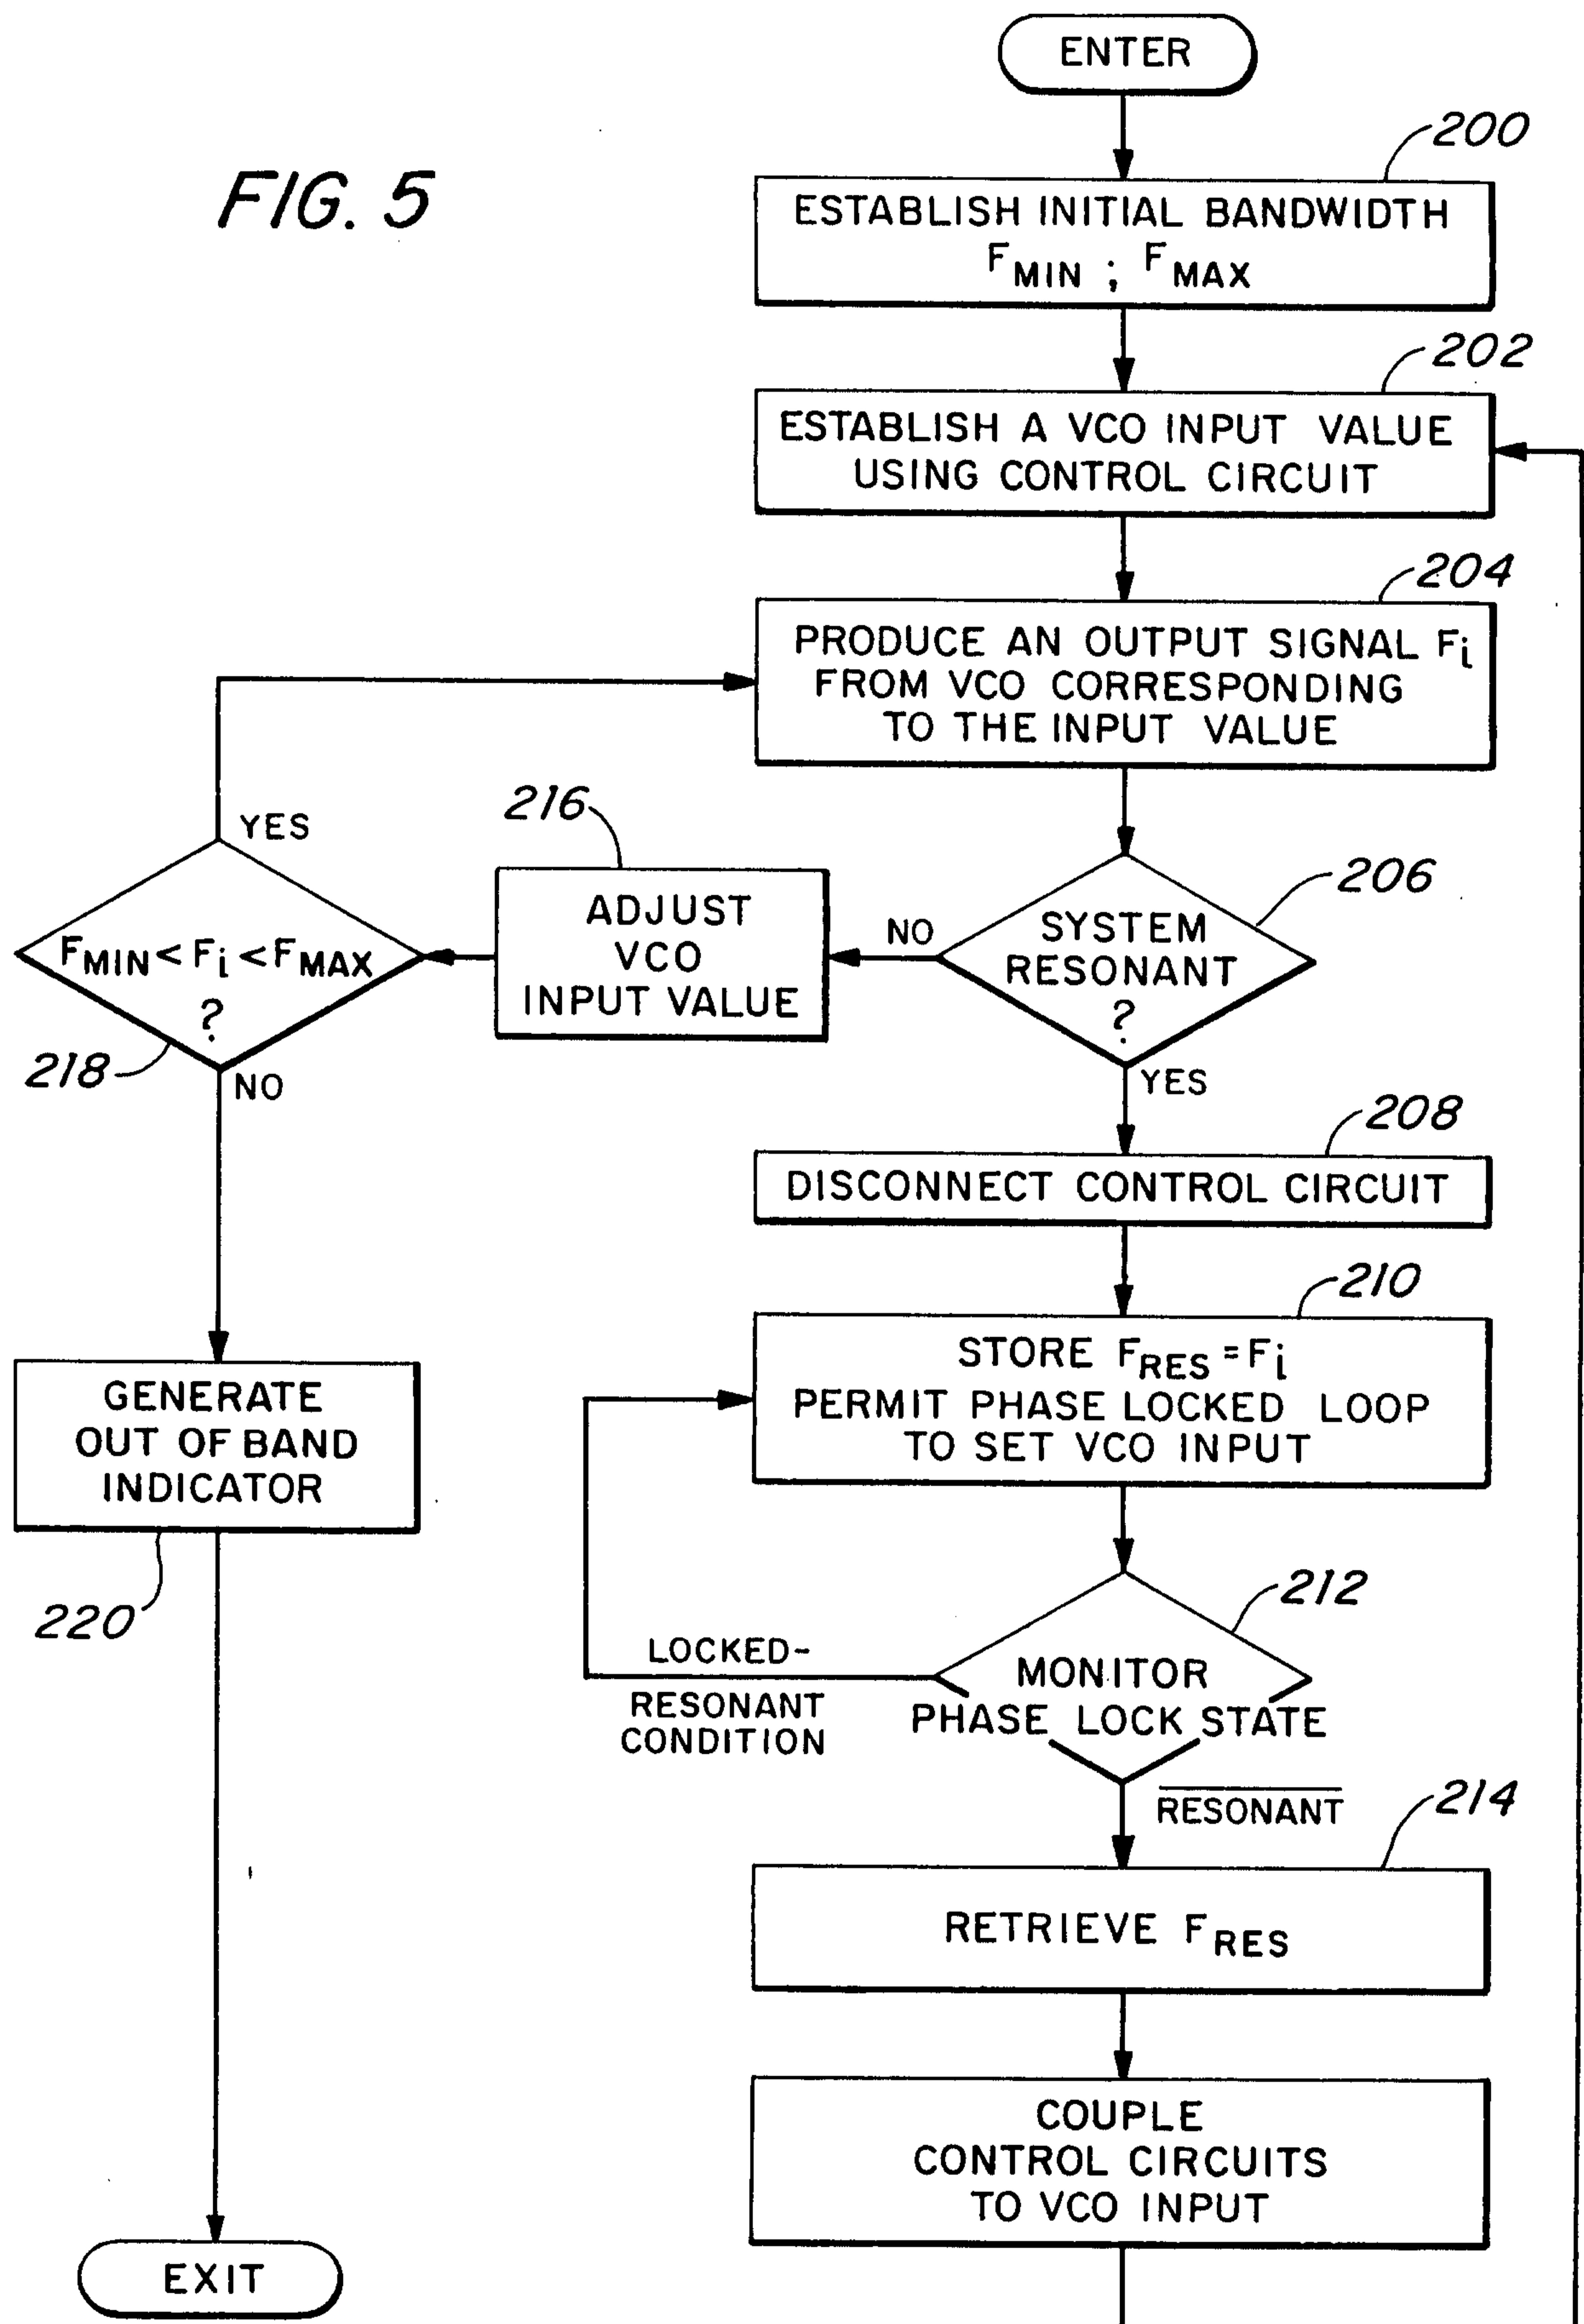 FIG. 5
ENTER
200
ESTABLISH INITIAL BANDWIDTH
FMIN ; FMAX
202
ESTABLISH A VCO INPUT VALUE
USING CONTROL CIRCUIT
204
PRODUCE AN OUTPUT SIGNAL Fi
FROM VCO CORRESPONDING
TO THE INPUT VALUE
206
SYSTEM
RESONANT
?
NO
YES
216
ADJUST
VCO
INPUT VALUE
YES
FMIN < Fi < FMAX
?
218
NO
208
DISCONNECT CONTROL CIRCUIT
210
STORE FRES = Fi
PERMIT PHASE LOCKED LOOP
TO SET VCO INPUT
GENERATE
OUT OF BAND
INDICATOR
220
212
MONITOR
PHASE LOCK STATE
LOCKED-
RESONANT
CONDITION
RESONANT
214
RETRIEVE FRES
COUPLE
CONTROL CIRCUITS
TO VCO INPUT
EXIT